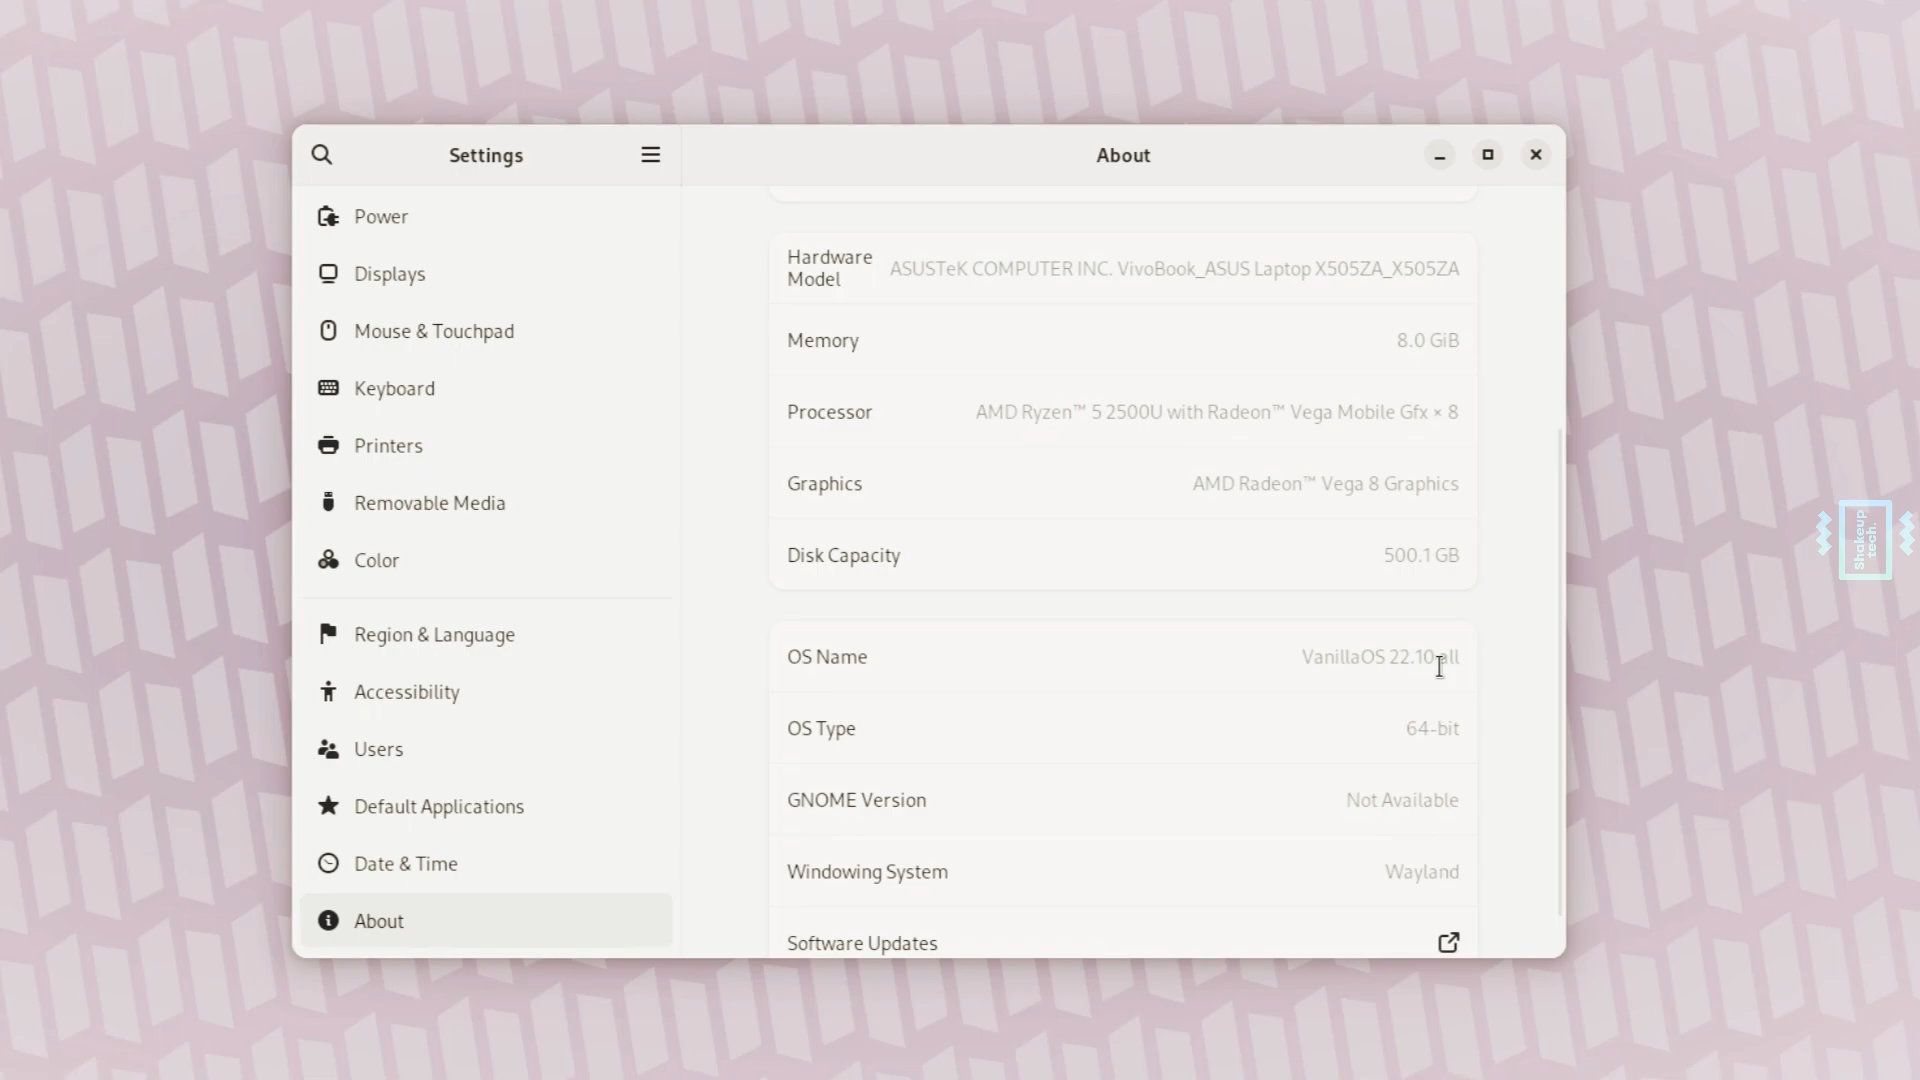 Settings
About
Power
Displays
Mouse & Touchpad
Keyboard
Printers
Removable Media
Color
Region & Language
Accessibility
Users
Default Applications
Date & Time
About
Hardware Model ASUSTeK COMPUTER INC. VivoBook_ASUS Laptop X505ZA_X505ZA
Memory 8.0 GiB
Processor AMD Ryzen™ 5 2500U with Radeon™ Vega Mobile Gfx × 8
Graphics AMD Radeon™ Vega 8 Graphics
Disk Capacity 500.1 GB
OS Name VanillaOS 22.10 all
OS Type 64-bit
GNOME Version Not Available
Windowing System Wayland
Software Updates
Shakeup
tech.